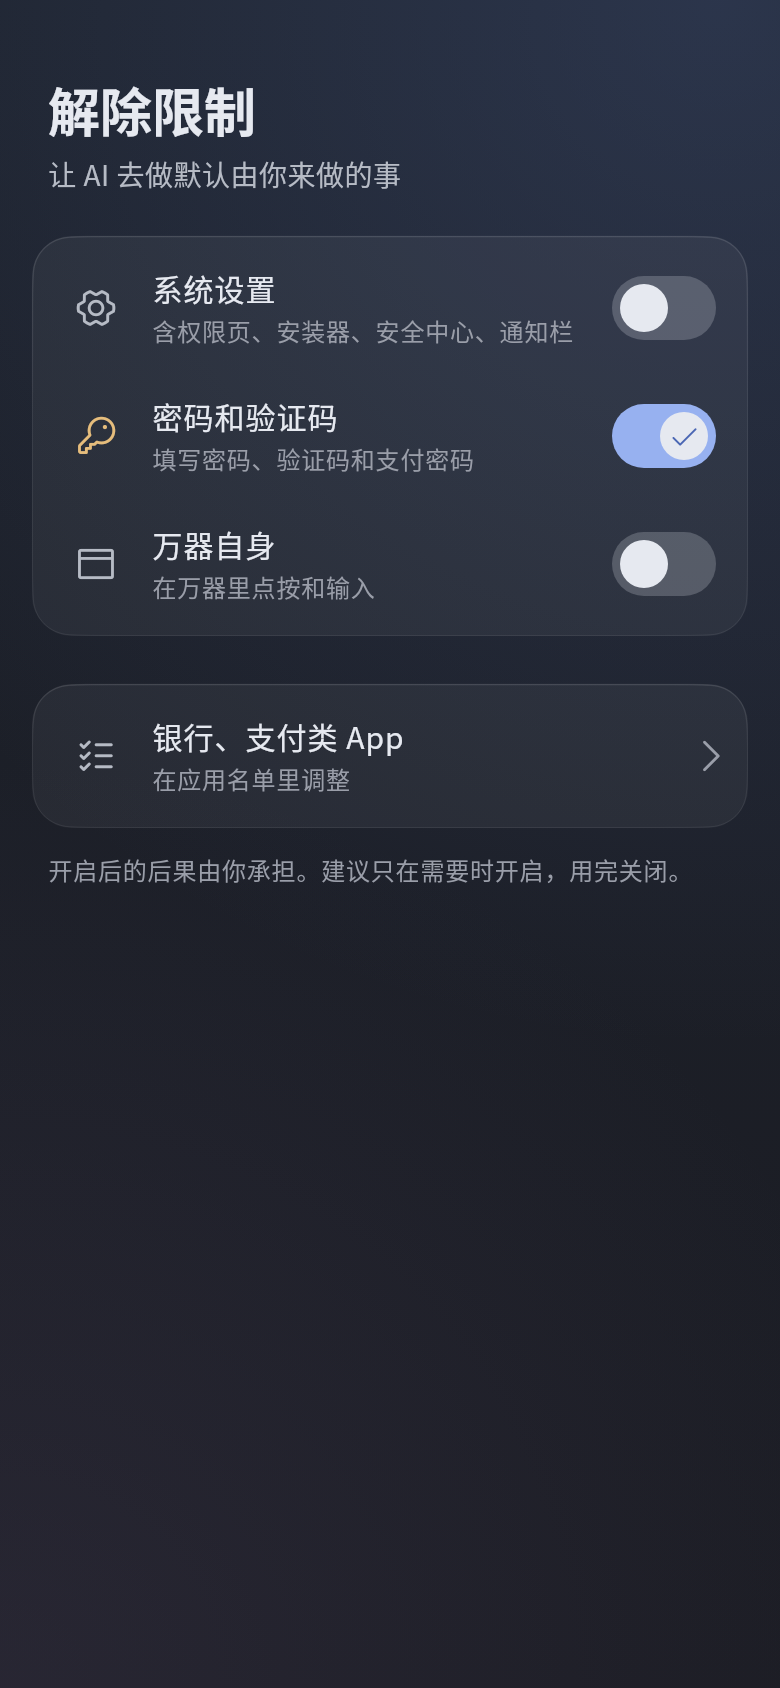 解除限制
让 AI 去做默认由你来做的事
系统设置
含权限页、安装器、安全中心、通知栏
密码和验证码
填写密码、验证码和支付密码
万器自身
在万器里点按和输入
银行、支付类 App
在应用名单里调整
开启后的后果由你承担。建议只在需要时开启，用完关闭。